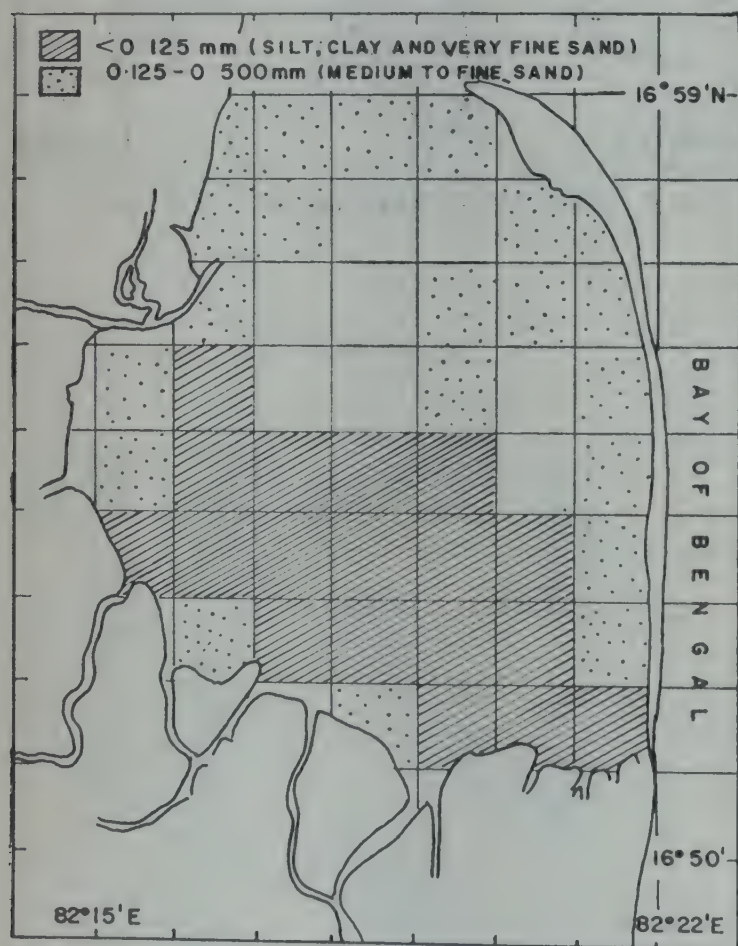 <0 125 mm (SILT, CLAY AND VERY FINE SAND)
0·125-0 500mm (MEDIUM TO FINE SAND)
16°59'N
BAY OF BENGAL
16°50'
82°15'E
82°22'E